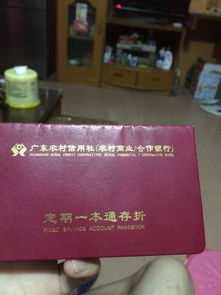 广东农村信用社(农村商业/合作银行)
GUANGDONG RURAL CREDIT COOPERATIVES (RURAL COMMERCIAL / COOPERATIVE BANK)
定期一本通存折
FIXED SAVINGS ACCOUNT PASSBOOK